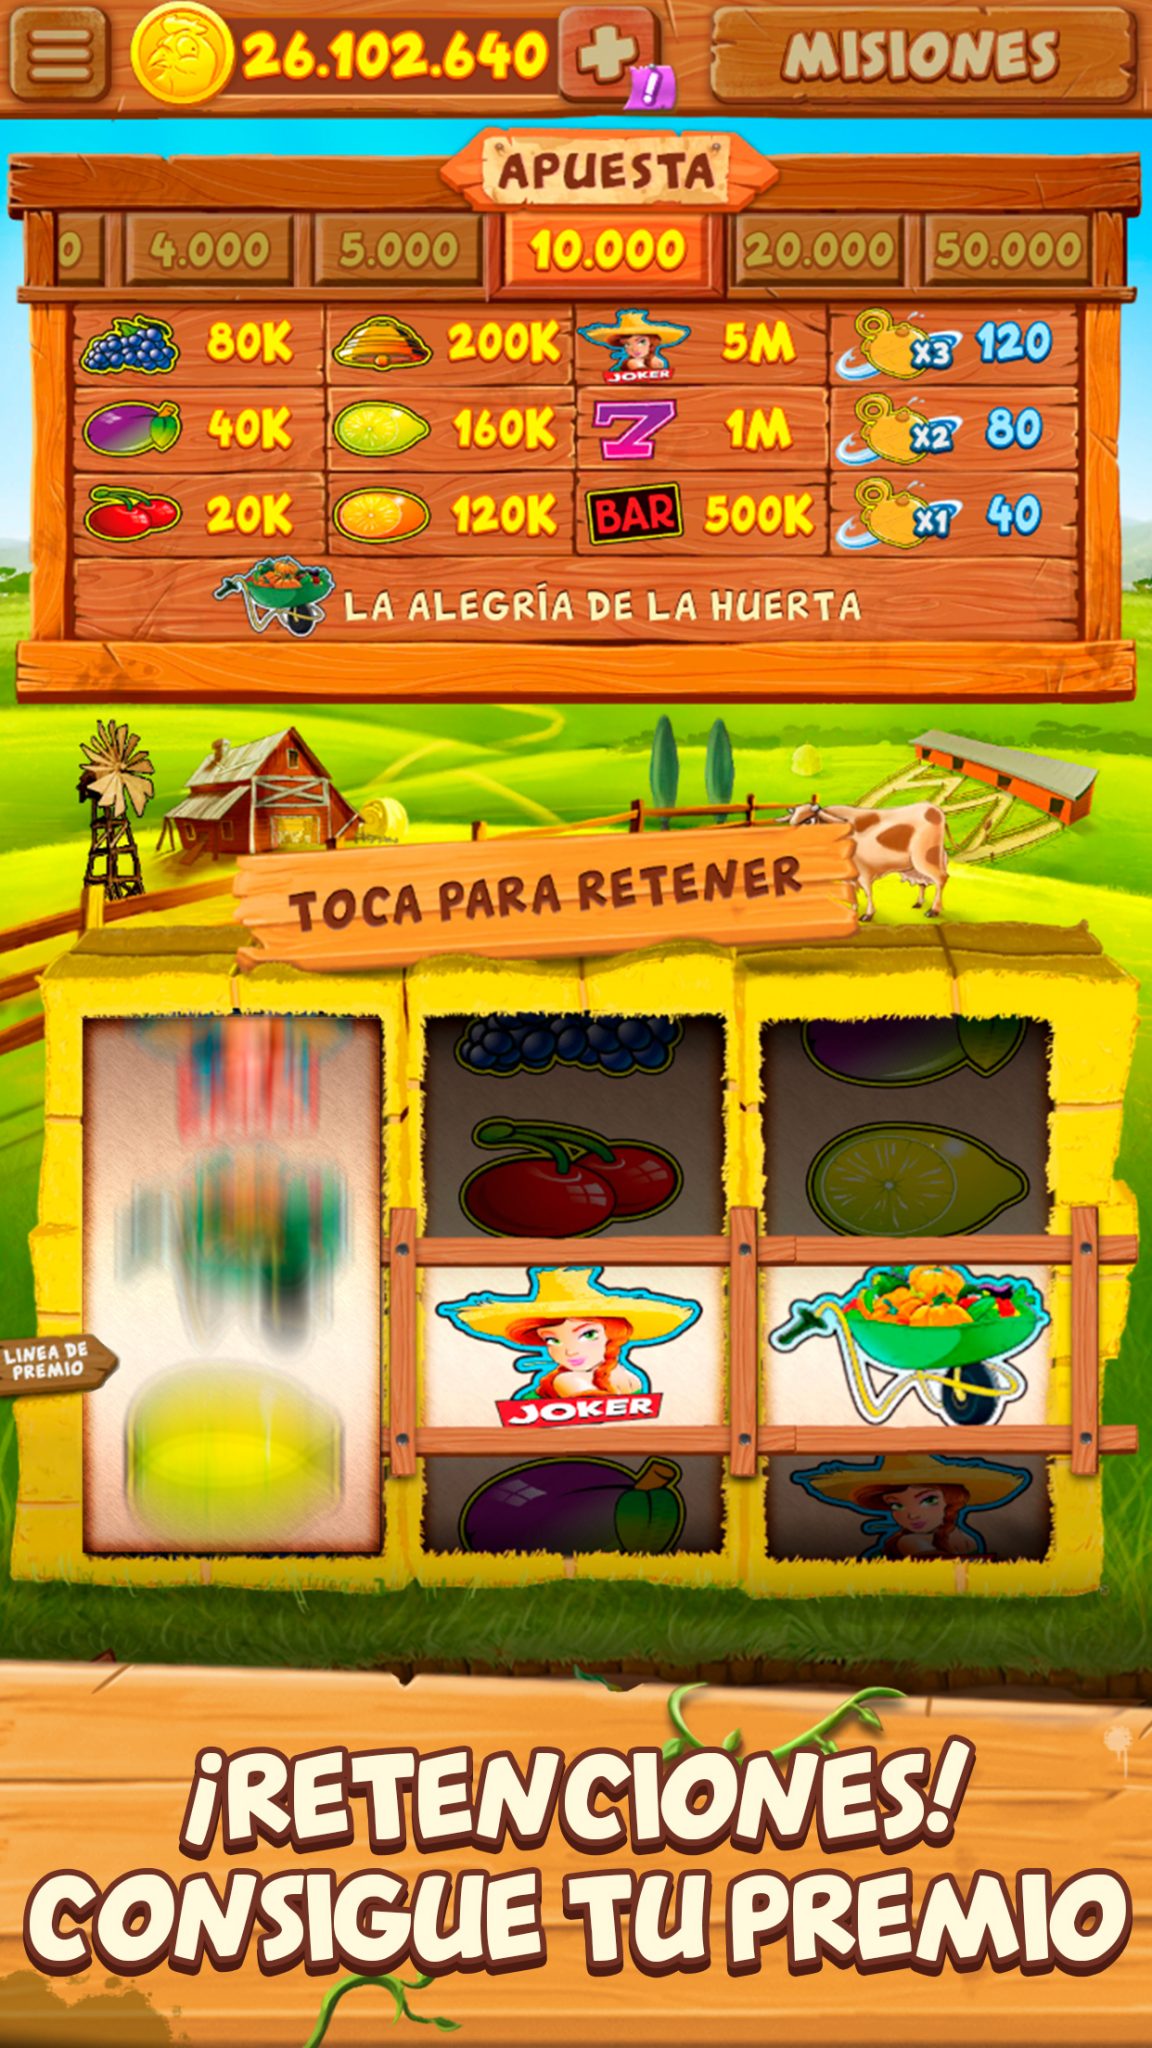 26.102.640
!
MISIONES
APUESTA
0 4.000 5.000 10.000 20.000 50.000
80K 200K JOKER 5M X3 120
40K 160K 7 1M X2 80
20K 120K BAR 500K X1 40
LA ALEGRÍA DE LA HUERTA
TOCA PARA RETENER
LINEA DE
PREMIO
JOKER
¡RETENCIONES!
CONSIGUE TU PREMIO